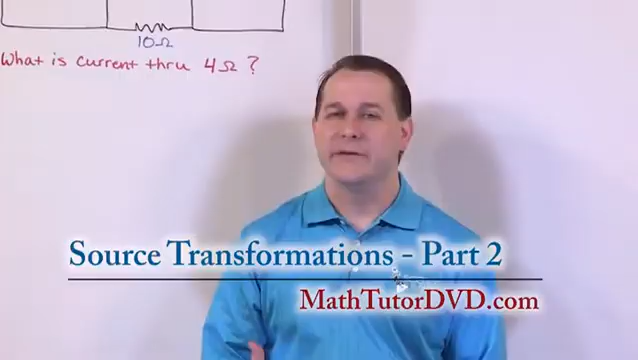 10Ω
What is current thru 4Ω ?
Source Transformations - Part 2
MathTutorDVD.com